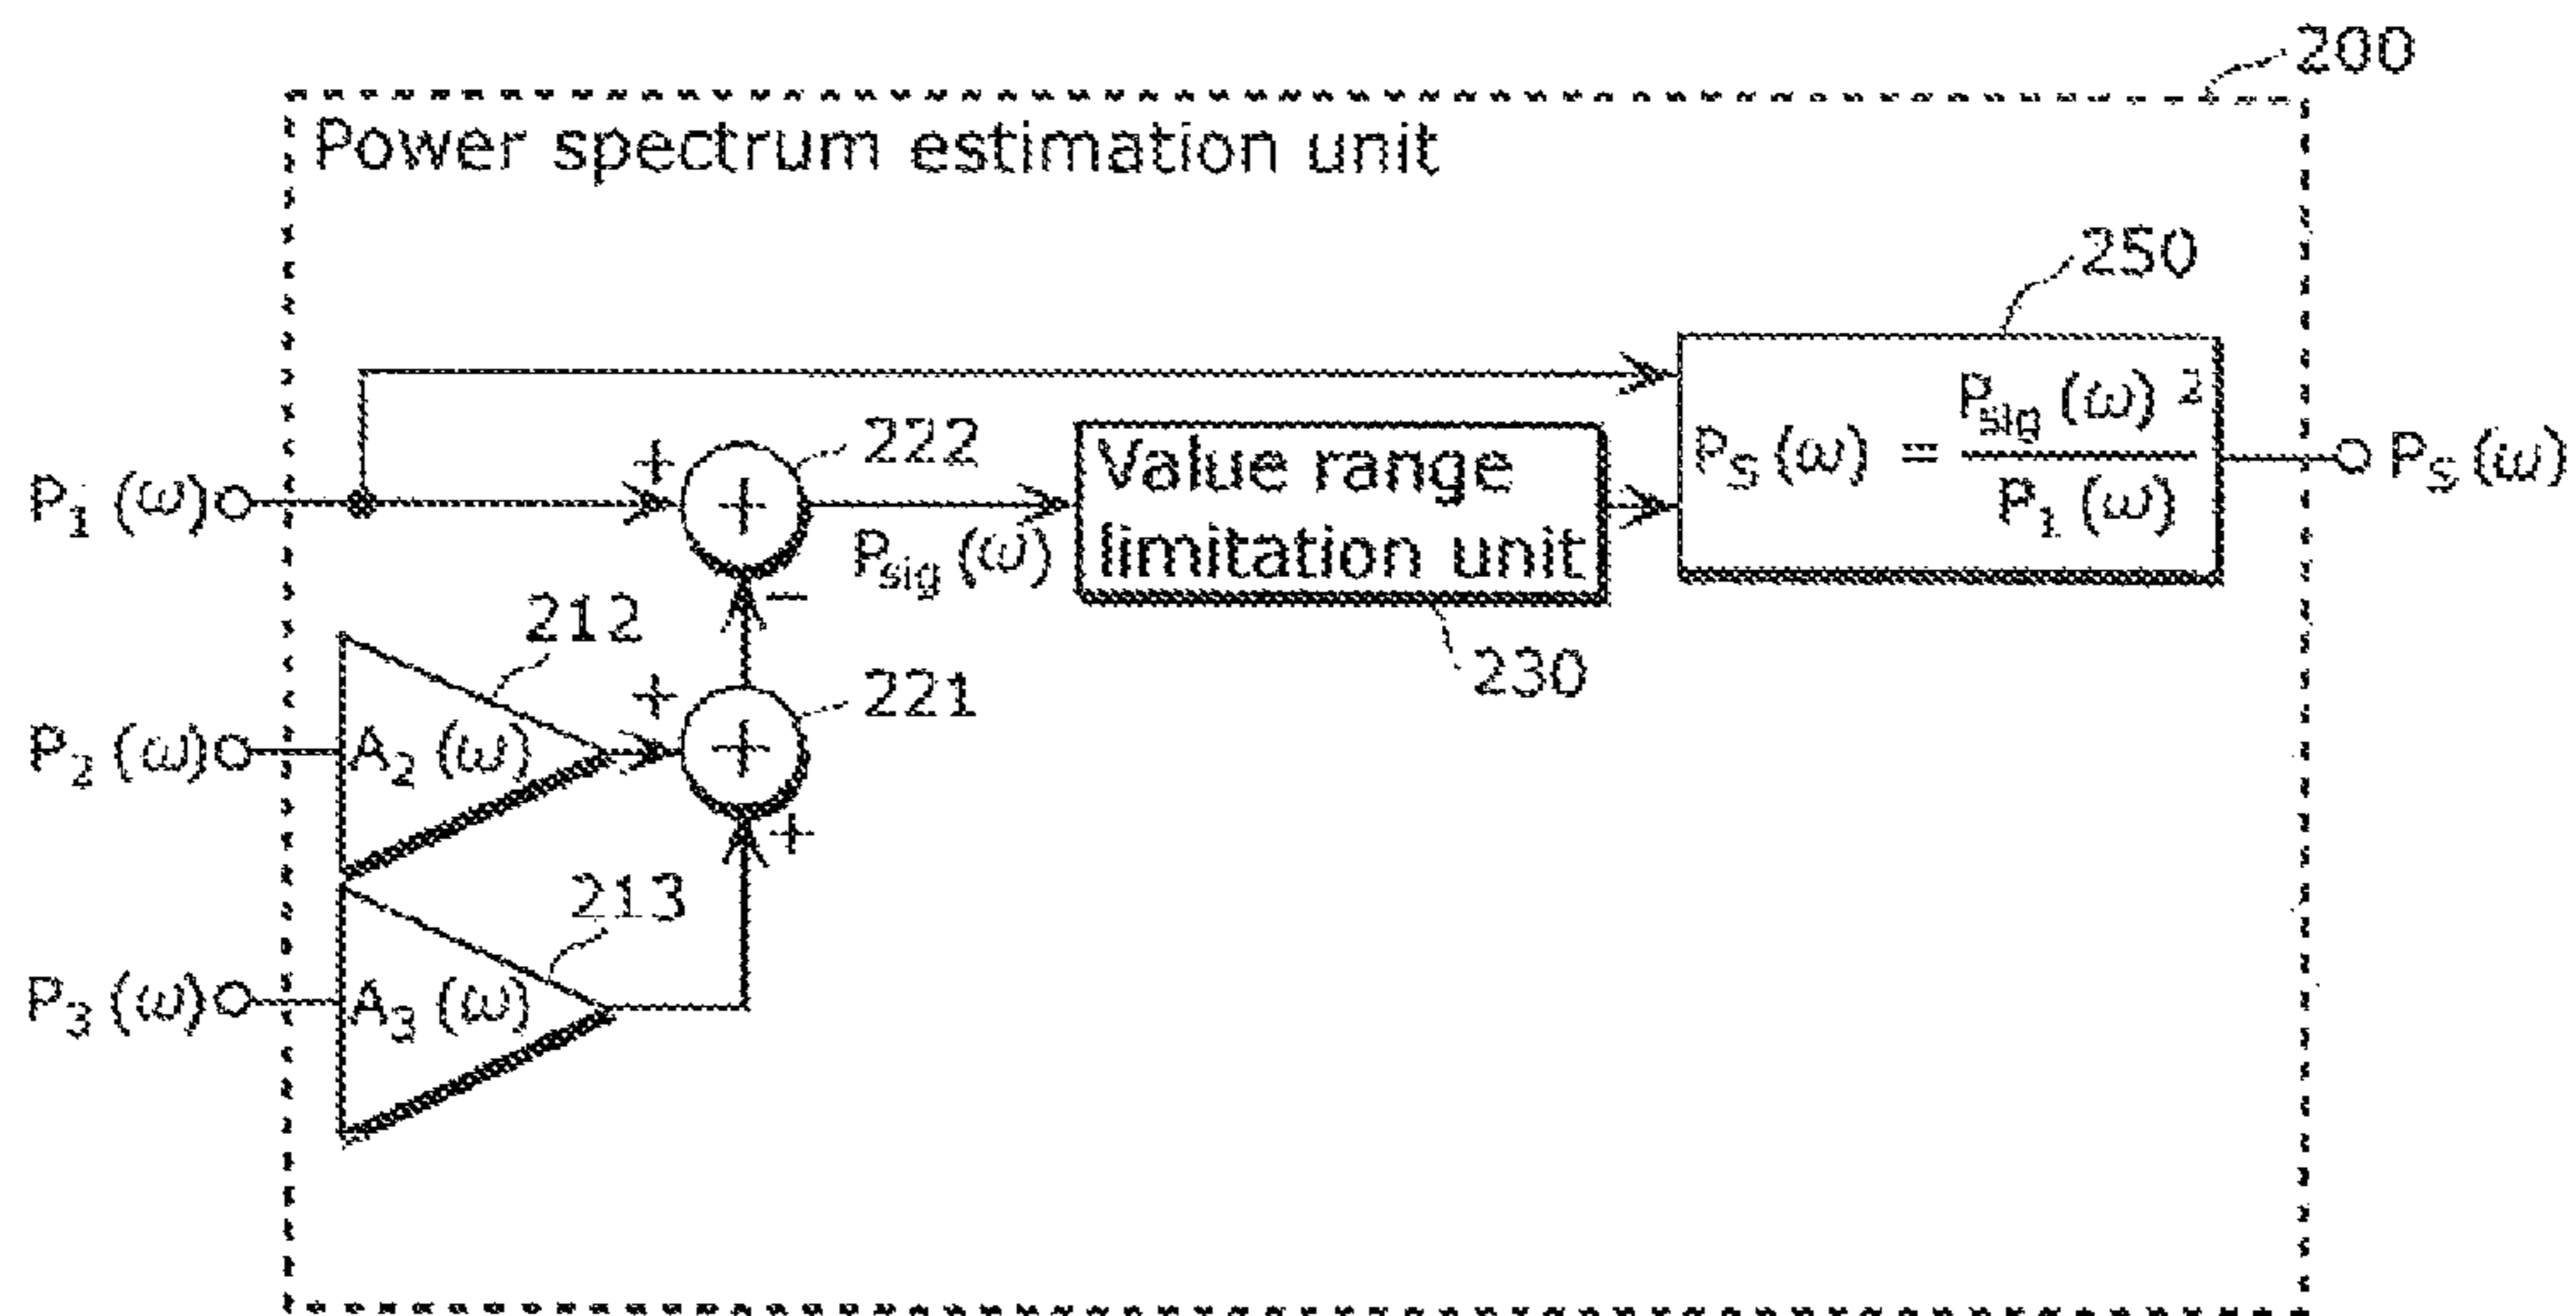 200
Power spectrum estimation unit
250
222
P1 (ω)
+
+
Psig (ω)
Value range
limitation unit
PS (ω) = Psig (ω) 2 / P1 (ω)
PS (ω)
−
212
230
+
221
P2 (ω)
A2 (ω)
+
+
213
P3 (ω)
A3 (ω)